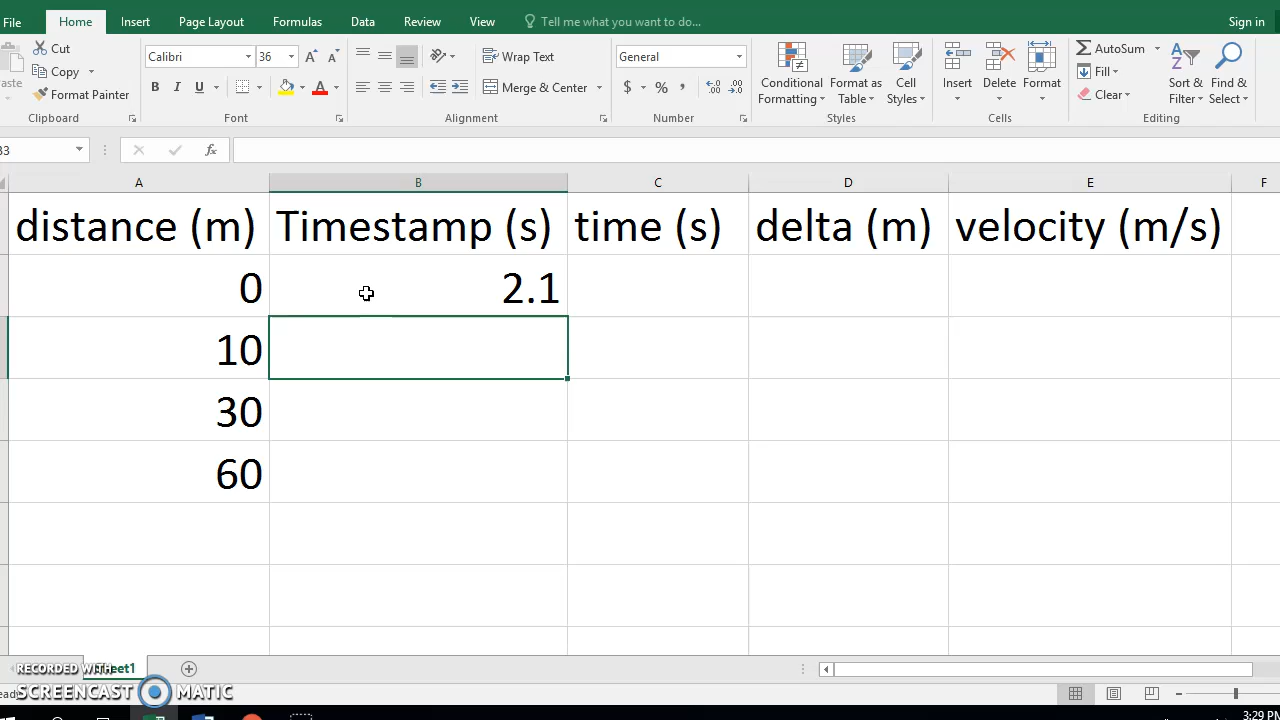 File Home Insert Page Layout Formulas Data Review View Tell me what you want to do... Sign in
Cut
Copy
Format Painter
Calibri 36
B I U
Wrap Text
Merge & Center
General
$ % ,
Conditional Formatting
Format as Table
Cell Styles
Insert
Delete
Format
AutoSum
Fill
Clear
Sort & Filter
Find & Select
Clipboard Font Alignment Number Styles Cells Editing
fx
A B C D E F
distance (m) Timestamp (s) time (s) delta (m) velocity (m/s)
0 2.1
10
30
60
RECORDED WITH
SCREENCAST MATIC
3:29 PM